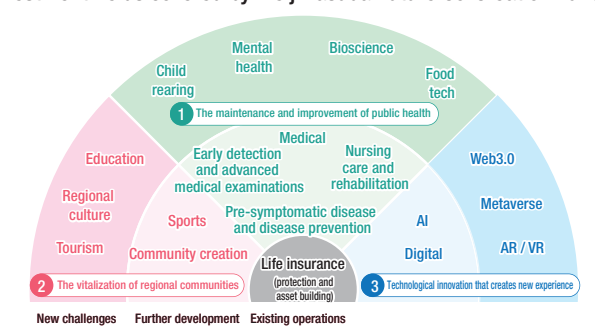 Mental
health
Bioscience
Child
rearing
Food
tech
1 The maintenance and improvement of public health
Medical
Early detection
and advanced
medical examinations
Nursing
care and
rehabilitation
Pre-symptomatic disease
and disease prevention
Education
Regional
culture
Tourism
Sports
Community creation
2 The vitalization of regional communities
Web3.0
Metaverse
AR / VR
AI
Digital
3 Technological innovation that creates new experience
Life insurance
(protection and
asset building)
New challenges Further development Existing operations